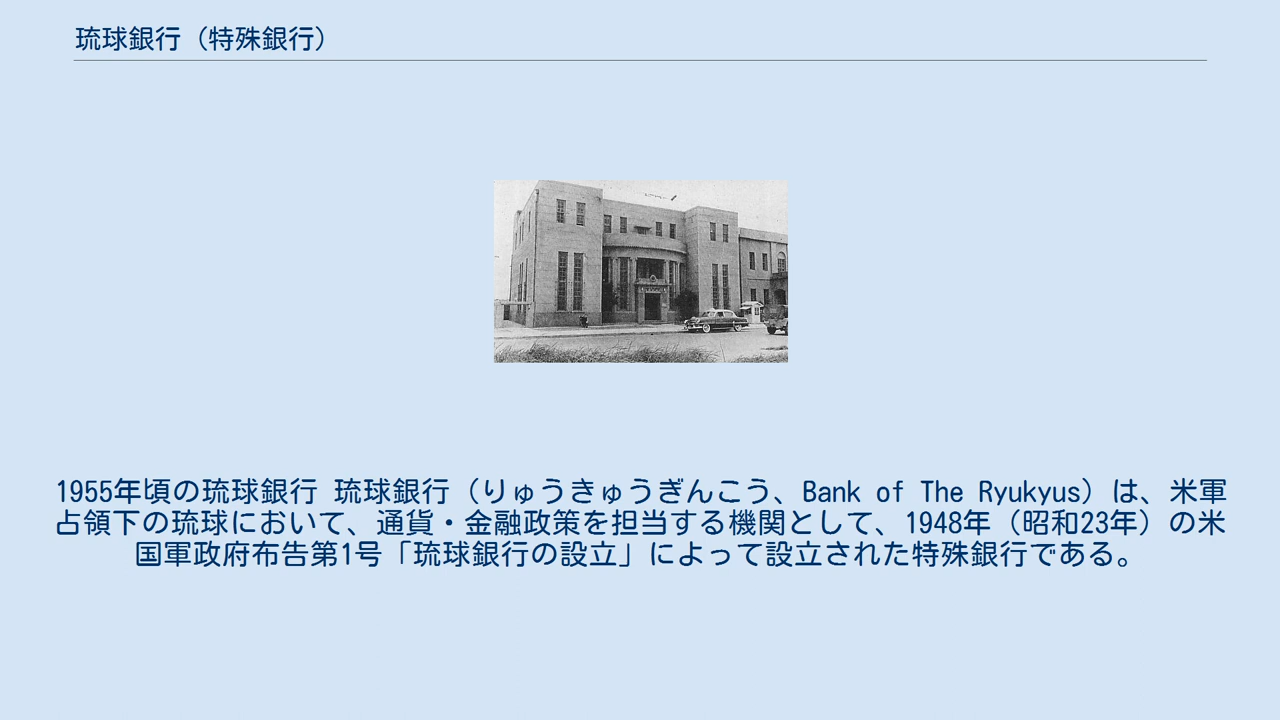 琉球銀行（特殊銀行）
1955年頃の琉球銀行 琉球銀行（りゅうきゅうぎんこう、Bank of The Ryukyus）は、米軍
占領下の琉球において、通貨・金融政策を担当する機関として、1948年（昭和23年）の米
国軍政府布告第1号「琉球銀行の設立」によって設立された特殊銀行である。